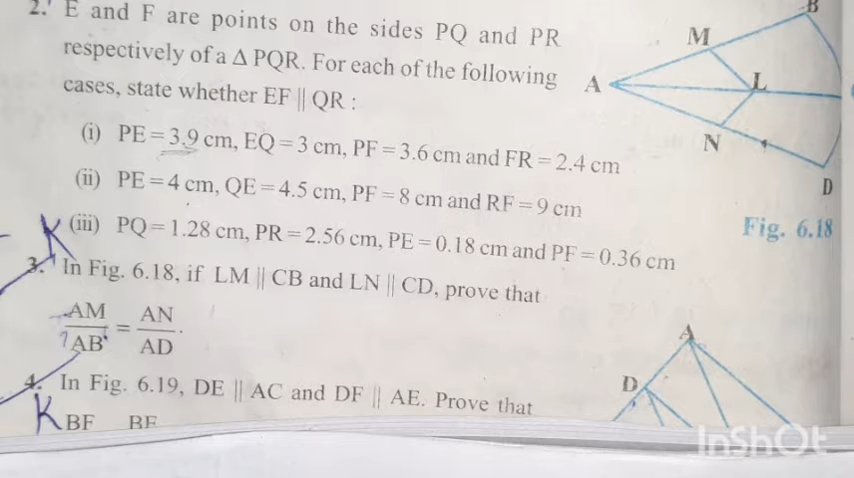 2. E and F are points on the sides PQ and PR
respectively of a Δ PQR. For each of the following
cases, state whether EF || QR :
(i) PE = 3.9 cm, EQ = 3 cm, PF = 3.6 cm and FR = 2.4 cm
(ii) PE = 4 cm, QE = 4.5 cm, PF = 8 cm and RF = 9 cm
(iii) PQ = 1.28 cm, PR = 2.56 cm, PE = 0.18 cm and PF = 0.36 cm
3. In Fig. 6.18, if LM || CB and LN || CD, prove that
AM AN
=
AB AD .
4. In Fig. 6.19, DE || AC and DF || AE. Prove that
BF BE
B
M
A
L
N
D
Fig. 6.18
A
D
InShOt